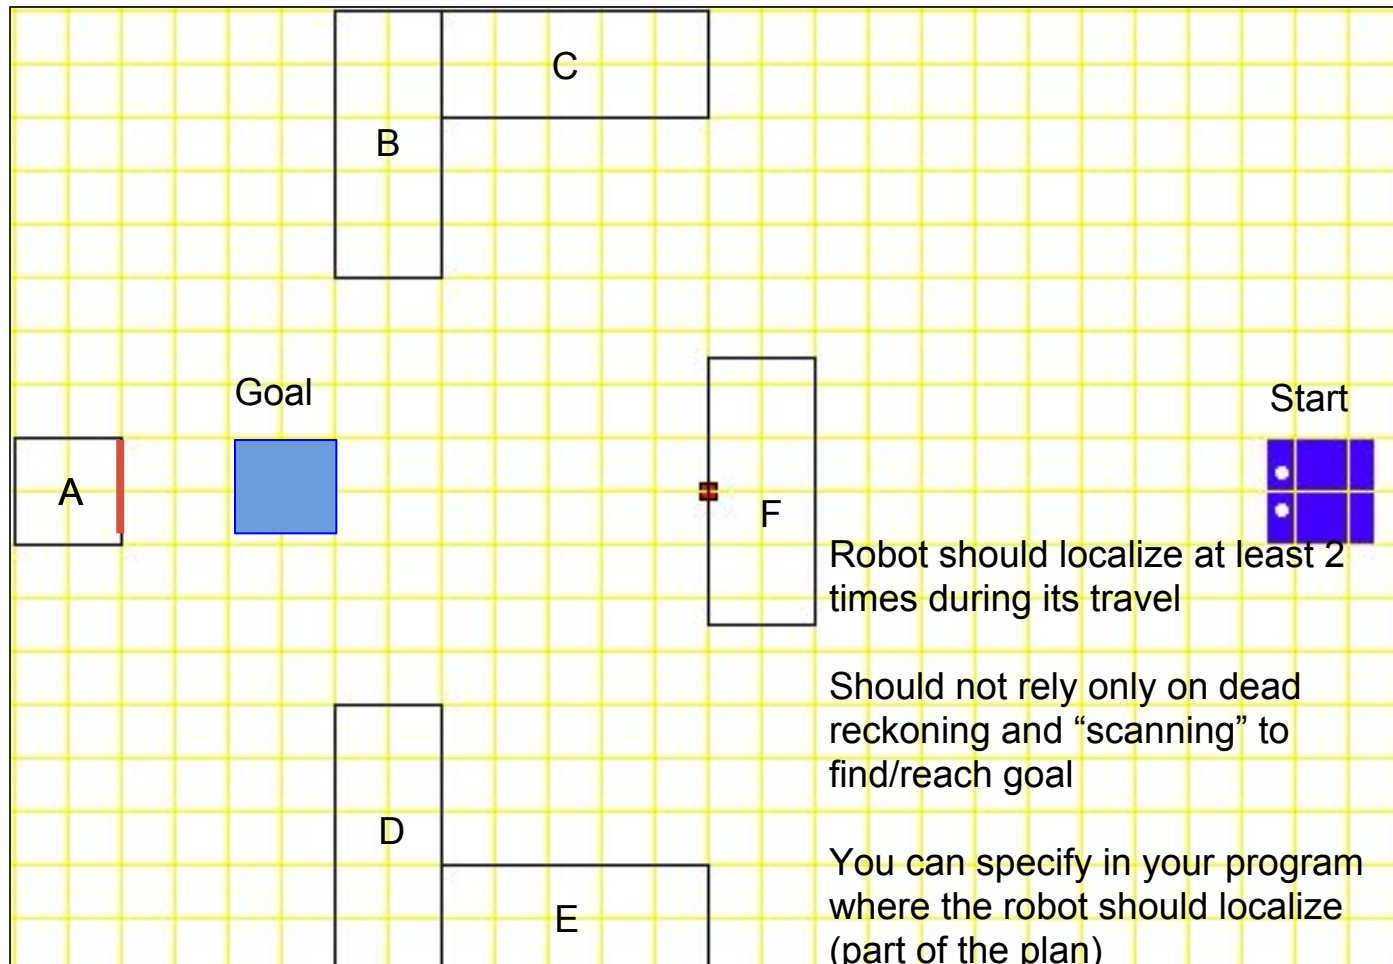 C
B
Goal
Start
A
F
Robot should localize at least 2
times during its travel
Should not rely only on dead
reckoning and “scanning” to
find/reach goal
D
You can specify in your program
where the robot should localize
(part of the plan)
E